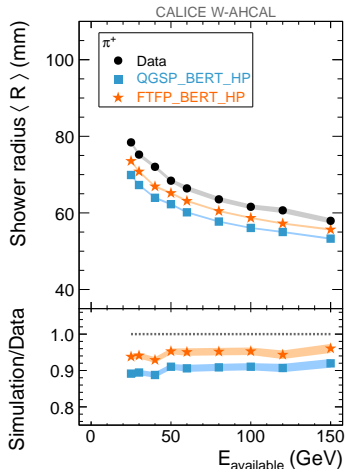 CALICE W-AHCAL
π+
Data
QGSP_BERT_HP
FTFP_BERT_HP
Shower radius ⟨ R ⟩ (mm)
100
80
60
40
Simulation/Data
1.0
0.9
0.8
0
50
100
150
E_available (GeV)